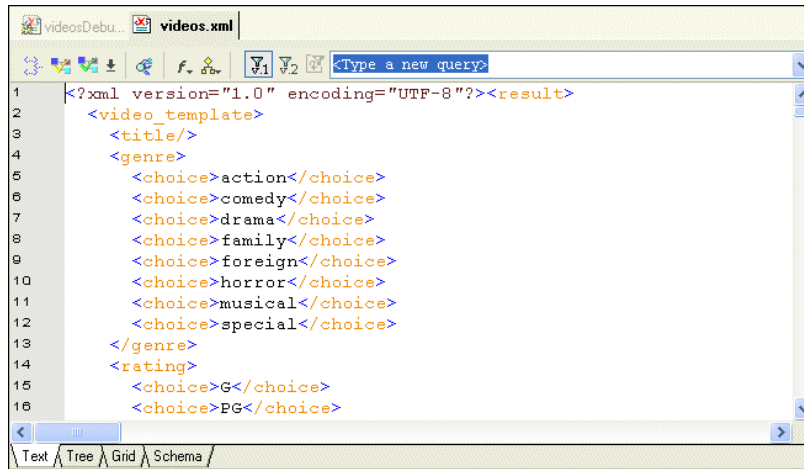 videosDebu... videos.xml
f 1 2 <Type a new query>
1 <?xml version="1.0" encoding="UTF-8"?><result>
2 <video_template>
3 <title/>
4 <genre>
5 <choice>action</choice>
6 <choice>comedy</choice>
7 <choice>drama</choice>
8 <choice>family</choice>
9 <choice>foreign</choice>
10 <choice>horror</choice>
11 <choice>musical</choice>
12 <choice>special</choice>
13 </genre>
14 <rating>
15 <choice>G</choice>
16 <choice>PG</choice>
Text Tree Grid Schema